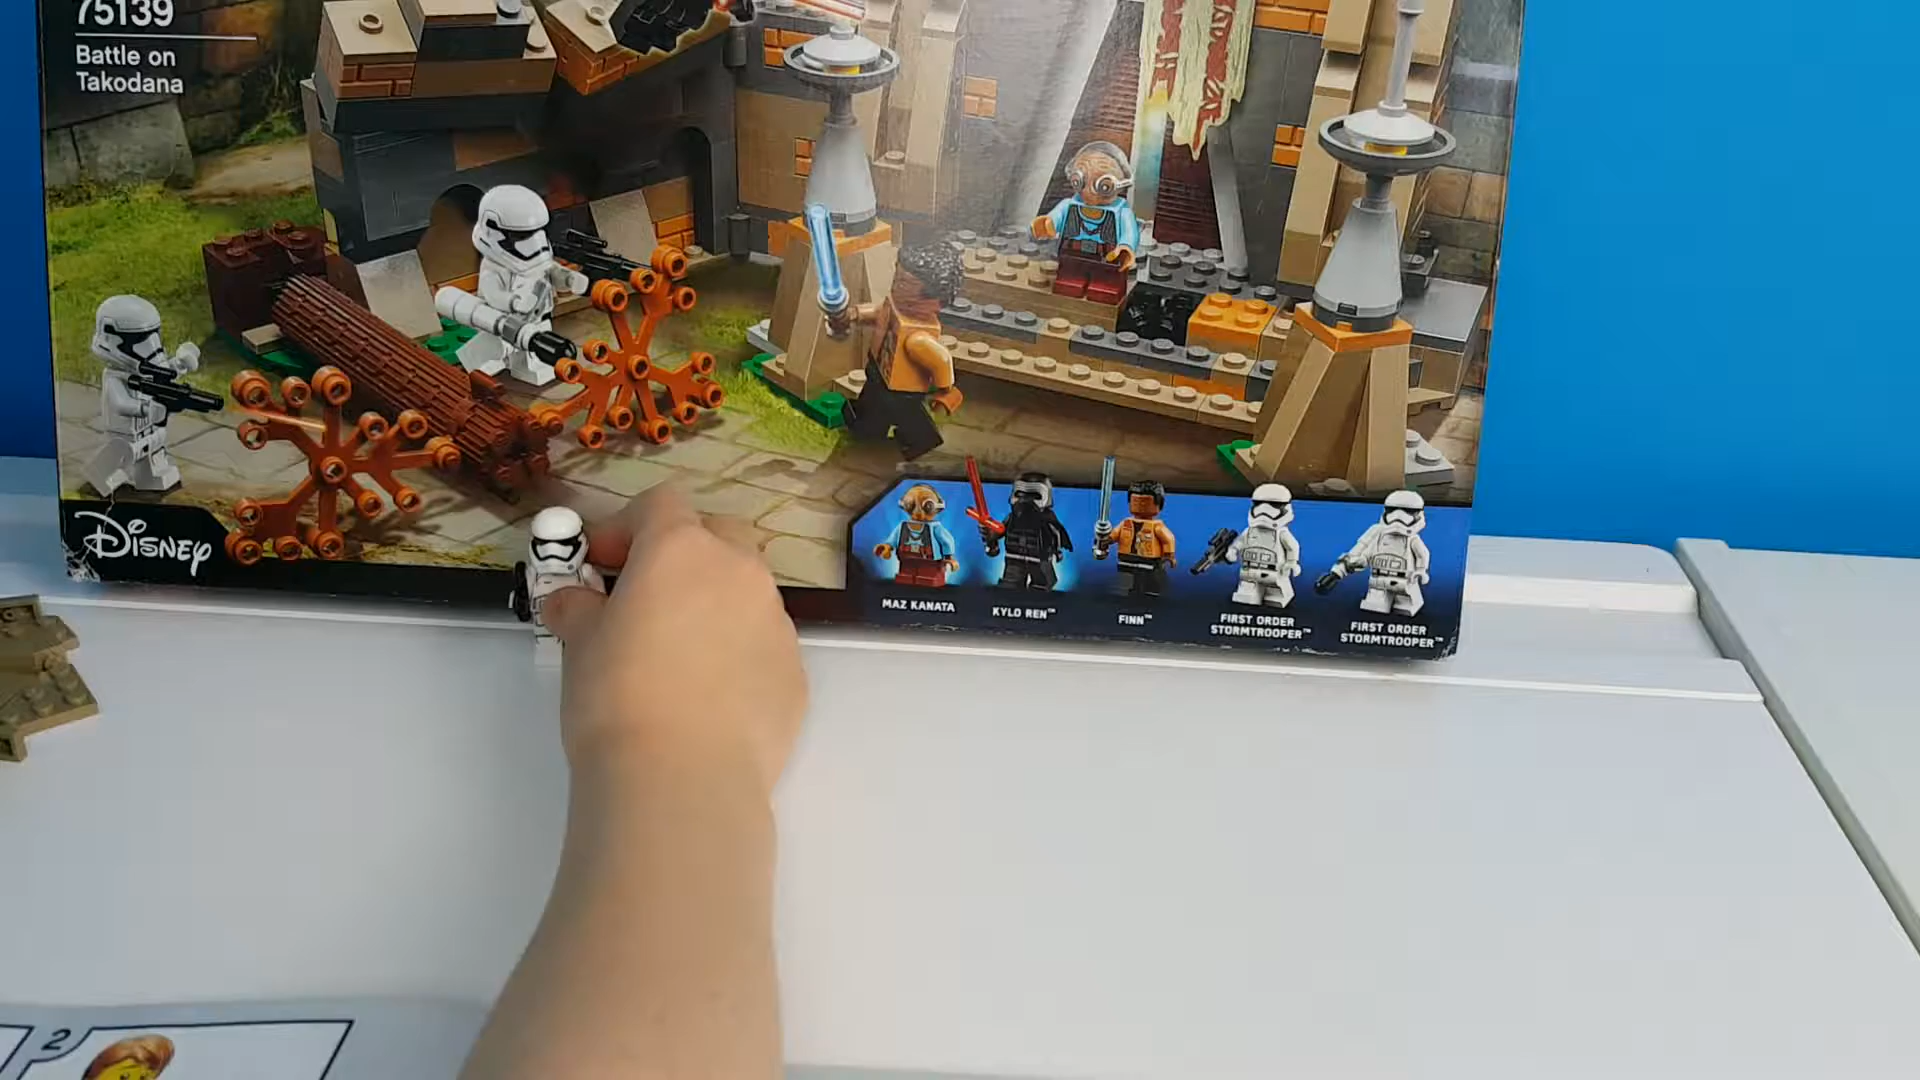 75139
Battle on
Takodana
Disney
MAZ KANATA
KYLO REN™
FINN™
FIRST ORDER
STORMTROOPER™
FIRST ORDER
STORMTROOPER™
2